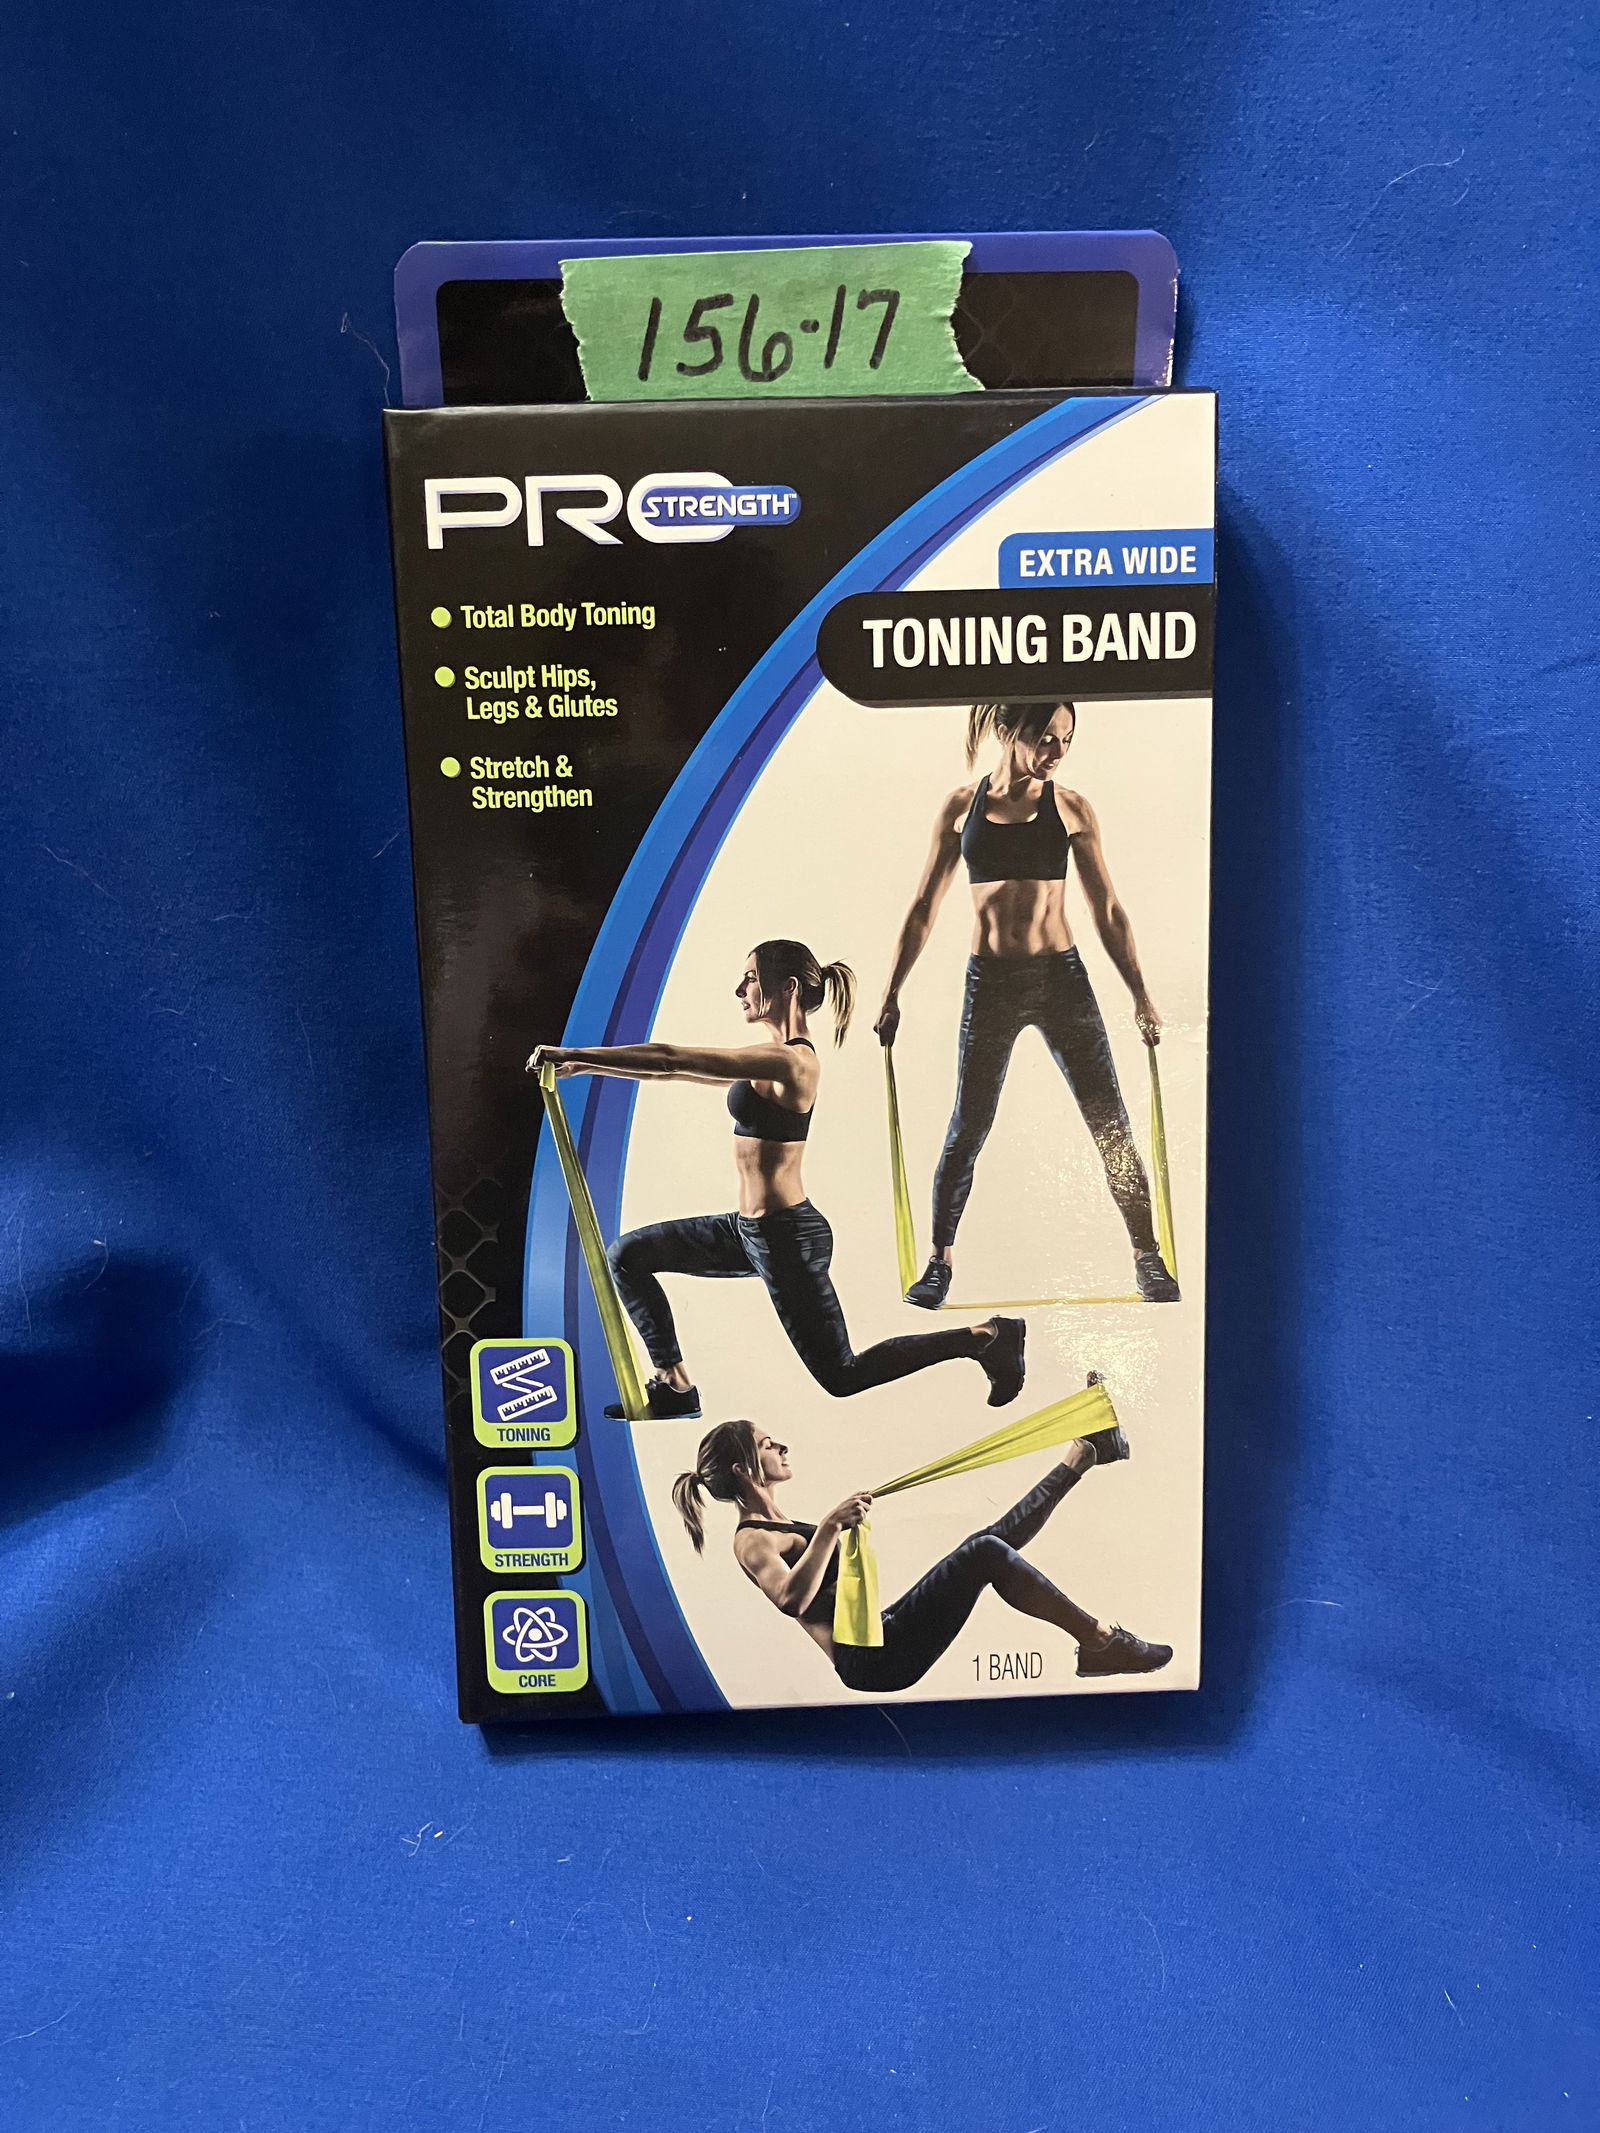 156-17
PRO STRENGTH™
EXTRA WIDE
TONING BAND
Total Body Toning
Sculpt Hips,
Legs & Glutes
Stretch &
Strengthen
TONING
STRENGTH
CORE
1 BAND